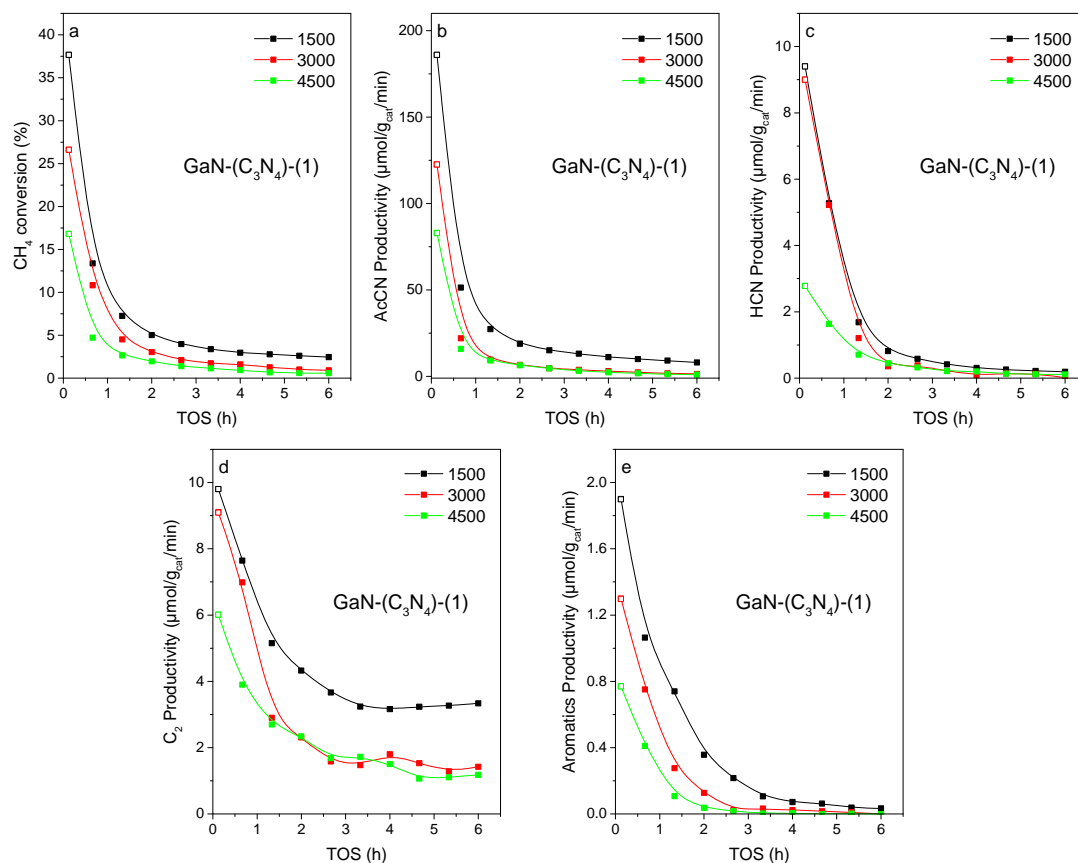 a
1500
3000
4500
GaN-(C₃N₄)-(1)
CH₄ conversion (%)
40
35
30
25
20
15
10
5
0
0 1 2 3 4 5 6
TOS (h)
b
1500
3000
4500
GaN-(C₃N₄)-(1)
AcCN Productivity (μmol/g_cat/min)
200
150
100
50
0
0 1 2 3 4 5 6
TOS (h)
c
1500
3000
4500
GaN-(C₃N₄)-(1)
HCN Productivity (μmol/g_cat/min)
10
8
6
4
2
0
0 1 2 3 4 5 6
TOS (h)
d
1500
3000
4500
GaN-(C₃N₄)-(1)
C₂ Productivity (μmol/g_cat/min)
10
8
6
4
2
0
0 1 2 3 4 5 6
TOS (h)
e
1500
3000
4500
GaN-(C₃N₄)-(1)
Aromatics Productivity (μmol/g_cat/min)
2.0
1.6
1.2
0.8
0.4
0.0
0 1 2 3 4 5 6
TOS (h)